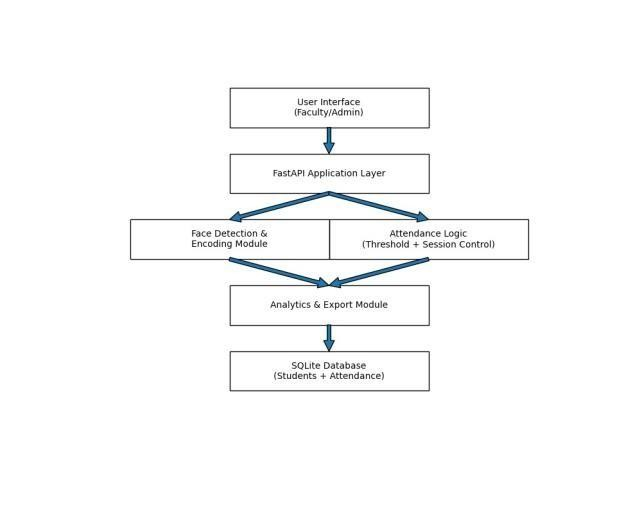 User Interface
(Faculty/Admin)
FastAPI Application Layer
Face Detection &
Encoding Module
Attendance Logic
(Threshold + Session Control)
Analytics & Export Module
SQLite Database
(Students + Attendance)